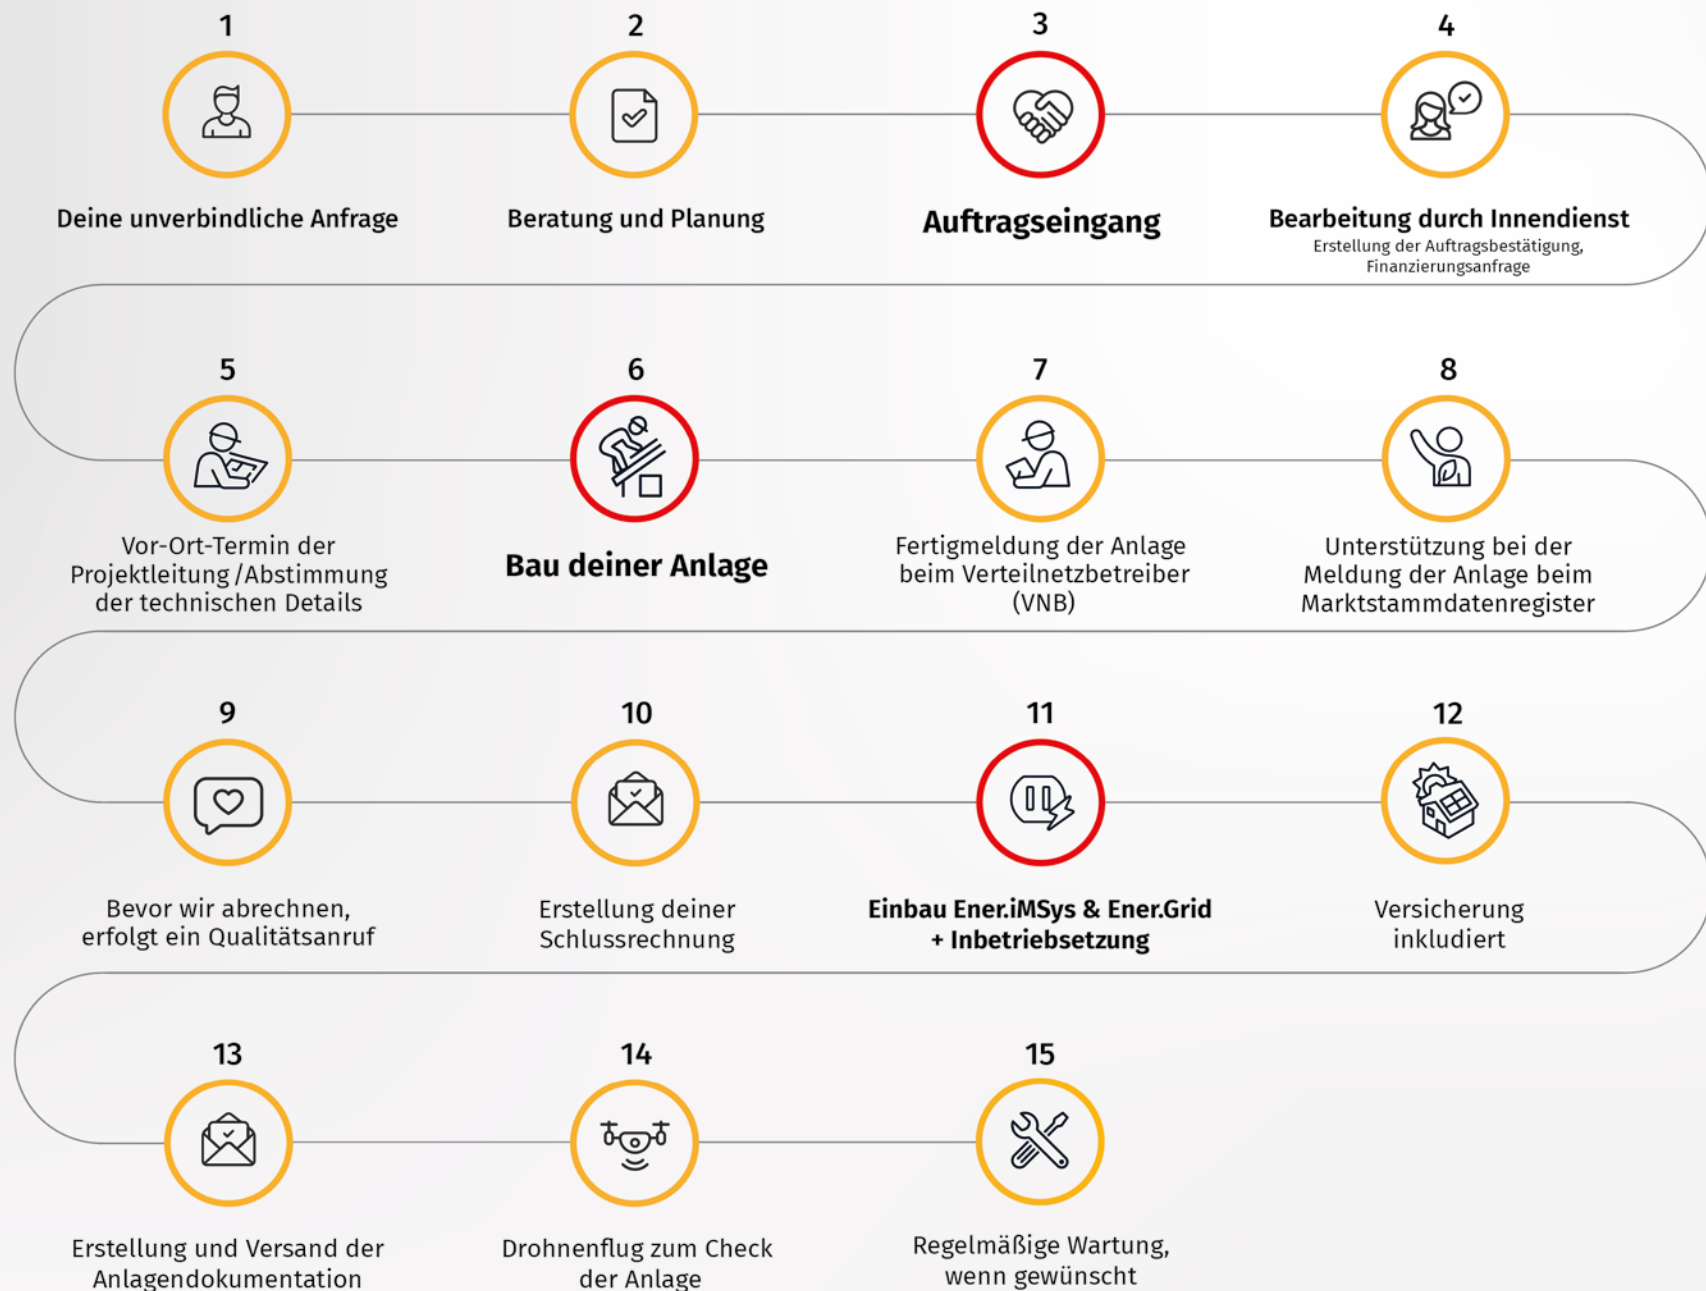 1
2
3
4
Deine unverbindliche Anfrage
Beratung und Planung
Auftragseingang
Bearbeitung durch Innendienst
Erstellung der Auftragsbestätigung,
Finanzierungsanfrage
5
6
7
8
Vor-Ort-Termin der
Projektleitung/Abstimmung
der technischen Details
Bau deiner Anlage
Fertigmeldung der Anlage
beim Verteilnetzbetreiber
(VNB)
Unterstützung bei der
Meldung der Anlage beim
Marktstammdatenregister
9
10
11
12
Bevor wir abrechnen,
erfolgt ein Qualitätsanruf
Erstellung deiner
Schlussrechnung
Einbau Ener.iMSys & Ener.Grid
+ Inbetriebsetzung
Versicherung
inkludiert
13
14
15
Erstellung und Versand der
Anlagendokumentation
Drohnenflug zum Check
der Anlage
Regelmäßige Wartung,
wenn gewünscht